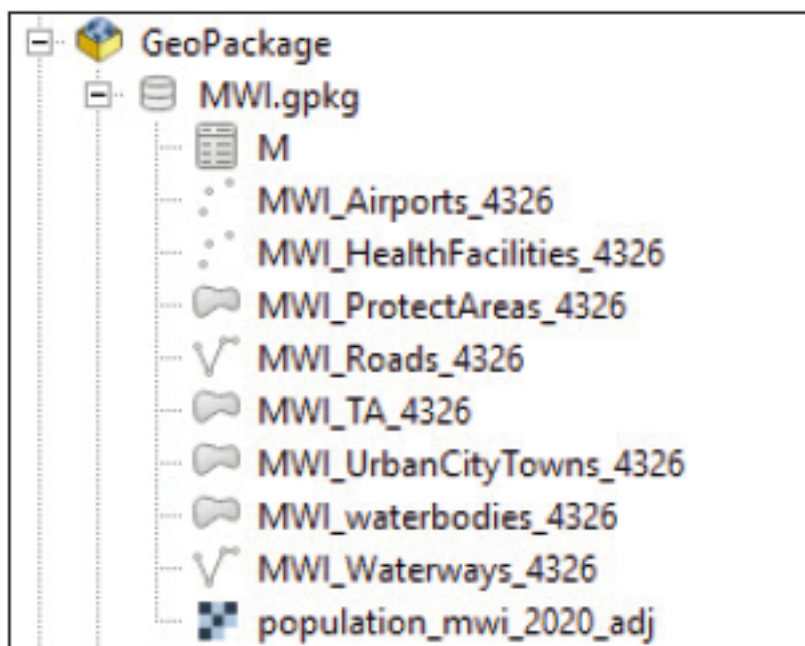 GeoPackage
MWI.gpkg
M
MWI_Airports_4326
MWI_HealthFacilities_4326
MWI_ProtectAreas_4326
MWI_Roads_4326
MWI_TA_4326
MWI_UrbanCityTowns_4326
MWI_waterbodies_4326
MWI_Waterways_4326
population_mwi_2020_adj